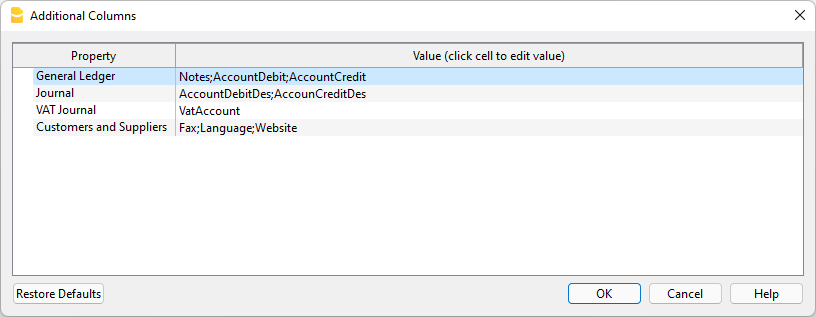 Additional Columns
Property Value (click cell to edit value)
General Ledger Notes;AccountDebit;AccountCredit
Journal AccountDebitDes;AccounCreditDes
VAT Journal VatAccount
Customers and Suppliers Fax;Language;Website
Restore Defaults OK Cancel Help